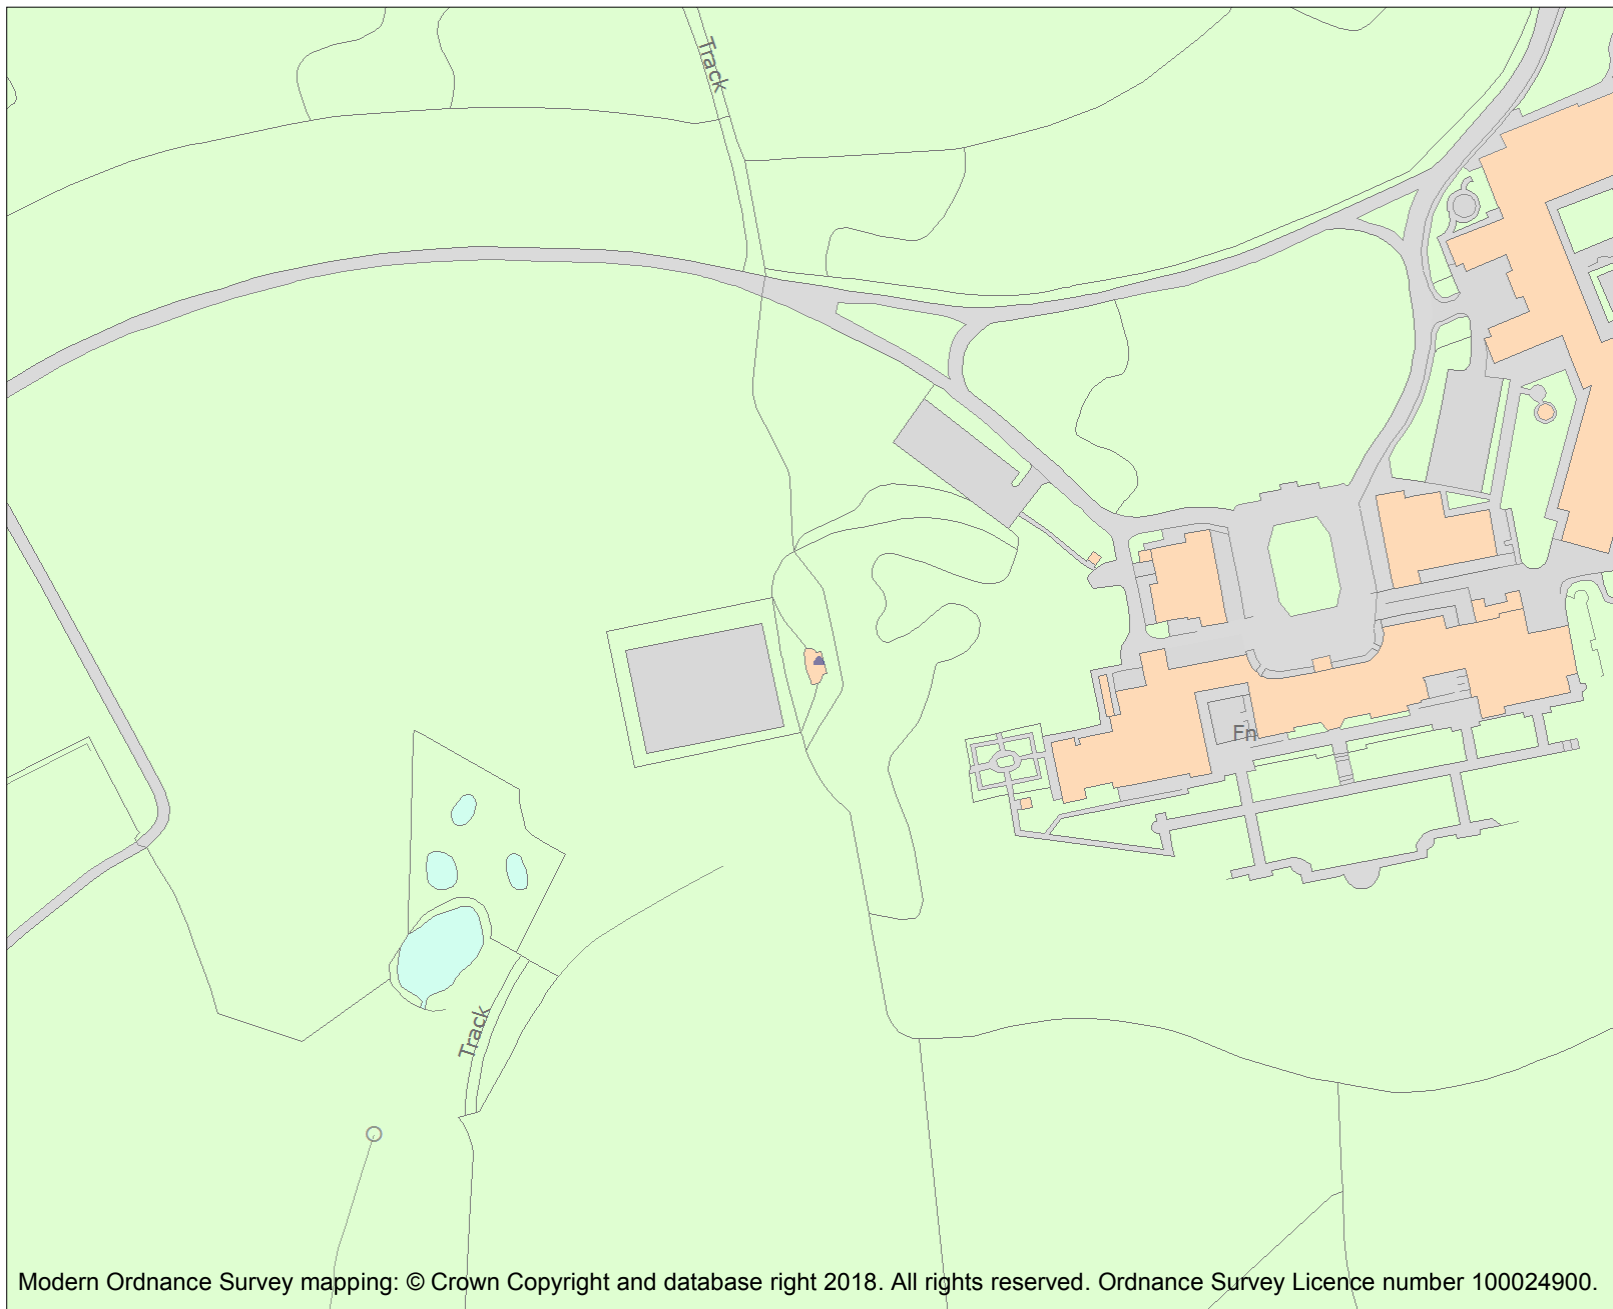 Track
Fn
Track
Modern Ordnance Survey mapping: © Crown Copyright and database right 2018. All rights reserved. Ordnance Survey Licence number 100024900.